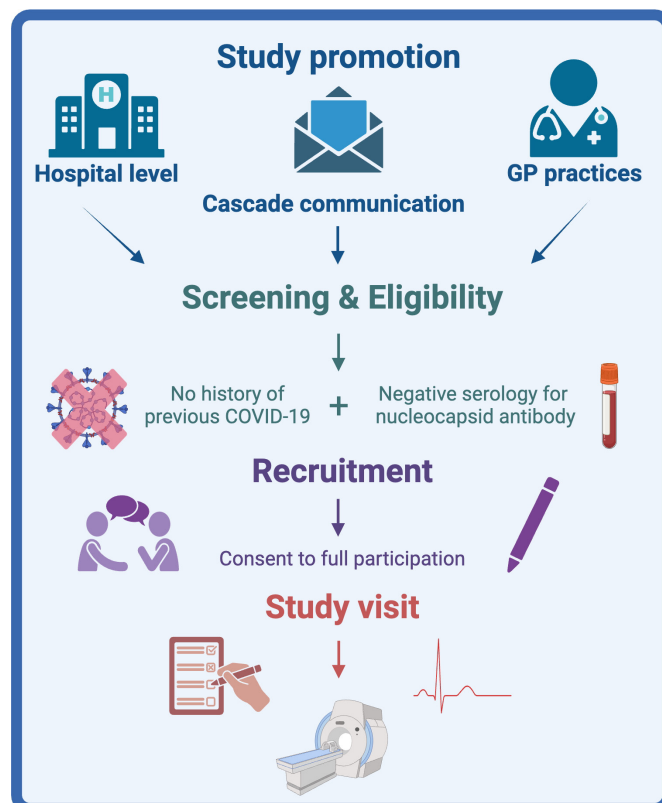 Study promotion
H
Hospital level
Cascade communication
GP practices
Screening & Eligibility
No history of
previous COVID-19
+
Negative serology for
nucleocapsid antibody
Recruitment
Consent to full participation
Study visit